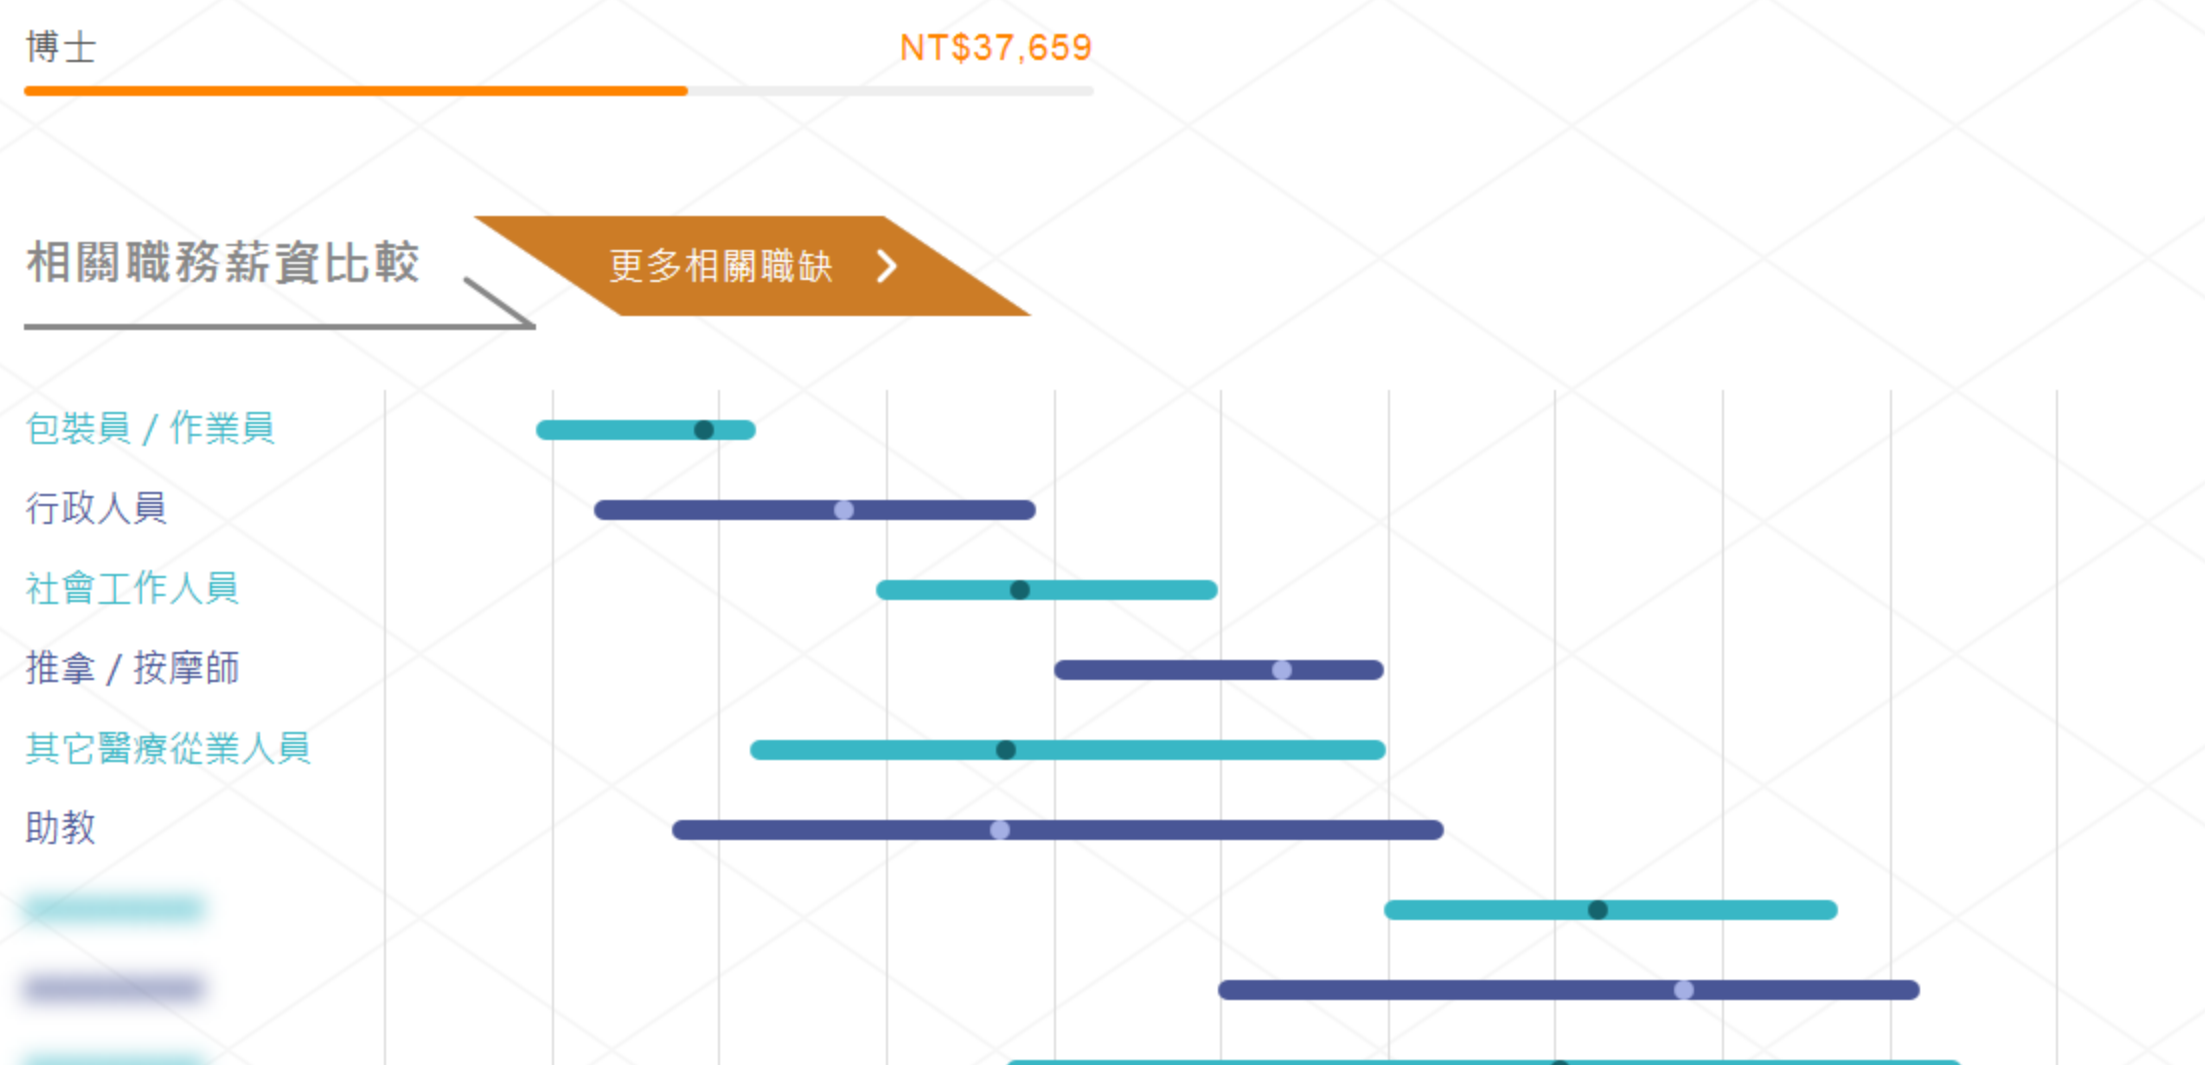 博士
NT$37,659
相關職務薪資比較
更多相關職缺
包裝員 / 作業員
行政人員
社會工作人員
推拿 / 按摩師
其它醫療從業人員
助教